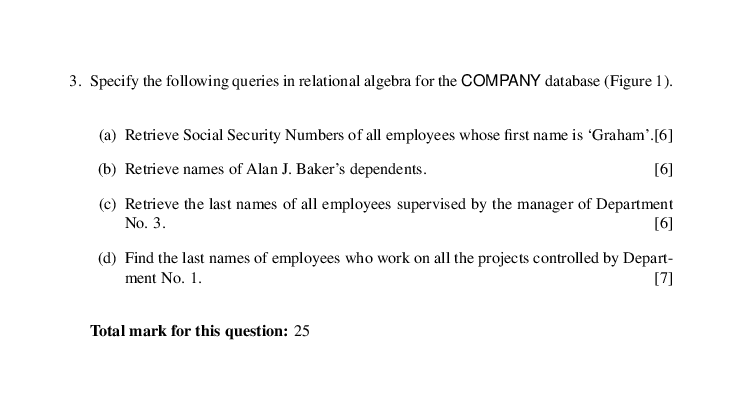 3. Specify the following queries in relational algebra for the COMPANY database (Figure 1).
(a) Retrieve Social Security Numbers of all employees whose first name is ‘Graham’.[6]
(b) Retrieve names of Alan J. Baker’s dependents. [6]
(c) Retrieve the last names of all employees supervised by the manager of Department
No. 3. [6]
(d) Find the last names of employees who work on all the projects controlled by Depart-
ment No. 1. [7]
Total mark for this question: 25